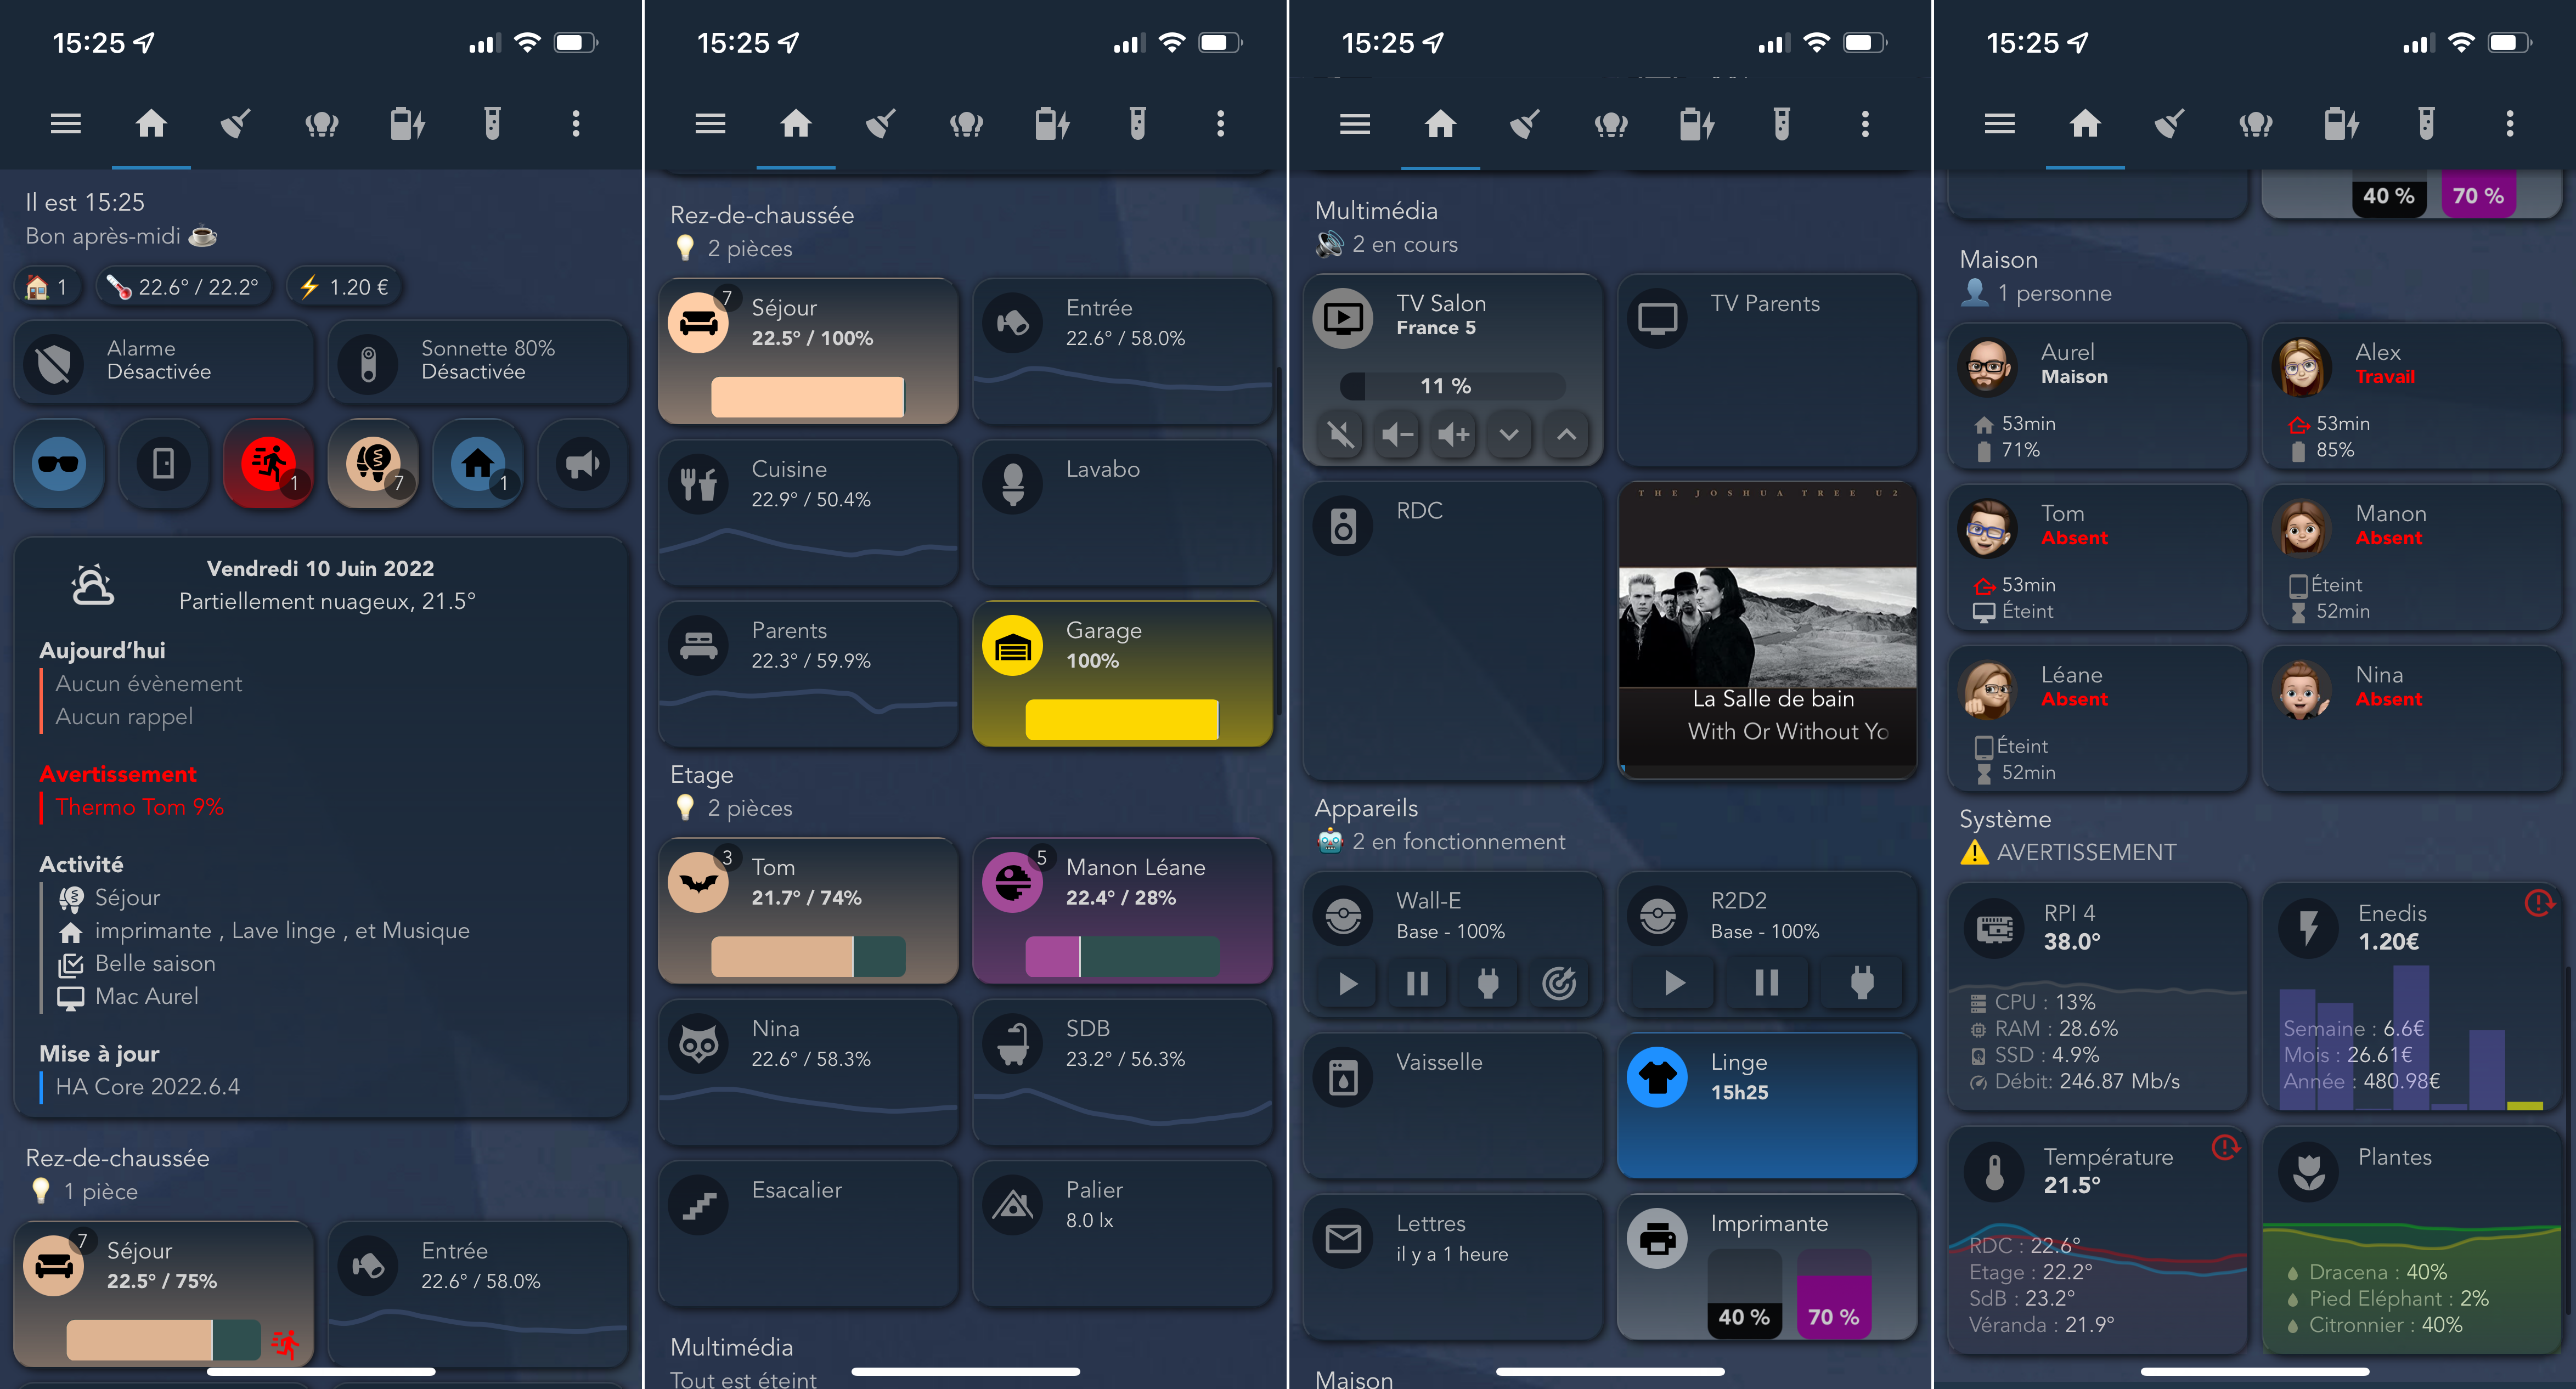 15:25
Il est 15:25
Bon après-midi
1
22.6° / 22.2°
1.20 €
Alarme
Désactivée
Sonnette 80%
Désactivée
1
7
1
Vendredi 10 Juin 2022
Partiellement nuageux, 21.5°
Aujourd'hui
Aucun évènement
Aucun rappel
Avertissement
Thermo Tom 9%
Activité
Séjour
imprimante , Lave linge , et Musique
Belle saison
Mac Aurel
Mise à jour
HA Core 2022.6.4
Rez-de-chaussée
1 pièce
7
Séjour
22.5° / 75%
Entrée
22.6° / 58.0%
15:25
Rez-de-chaussée
2 pièces
7
Séjour
22.5° / 100%
Entrée
22.6° / 58.0%
Cuisine
22.9° / 50.4%
Lavabo
Parents
22.3° / 59.9%
Garage
100%
Etage
2 pièces
3
Tom
21.7° / 74%
5
Manon Léane
22.4° / 28%
Nina
22.6° / 58.3%
SDB
23.2° / 56.3%
Esacalier
Palier
8.0 lx
Multimédia
Tout est éteint
15:25
Multimédia
2 en cours
TV Salon
France 5
11 %
TV Parents
RDC
THE JOSHUA TREE U2
La Salle de bain
With Or Without Yo
Appareils
2 en fonctionnement
Wall-E
Base - 100%
R2D2
Base - 100%
Vaisselle
Linge
15h25
Lettres
il y a 1 heure
Imprimante
40 %
70 %
Maison
15:25
40 %
70 %
Maison
1 personne
Aurel
Maison
53min
71%
Alex
Travail
53min
85%
Tom
Absent
53min
Éteint
Manon
Absent
Éteint
52min
Léane
Absent
Éteint
52min
Nina
Absent
Système
AVERTISSEMENT
RPI 4
38.0°
CPU : 13%
RAM : 28.6%
SSD : 4.9%
Débit: 246.87 Mb/s
Enedis
1.20€
Semaine : 6.6€
Mois : 26.61€
Année : 480.98€
Température
21.5°
RDC : 22.6°
Etage : 22.2°
SdB : 23.2°
Véranda : 21.9°
Plantes
Dracena : 40%
Pied Eléphant : 2%
Citronnier : 40%